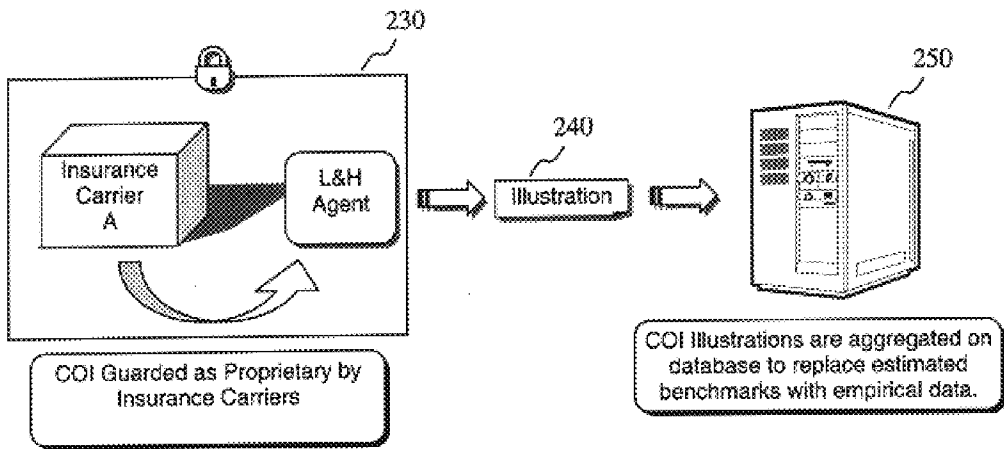 230
250
240
Insurance
Carrier
A
L&H
Agent
Illustration
COI Guarded as Proprietary by
Insurance Carriers
COI Illustrations are aggregated on
database to replace estimated
benchmarks with empirical data.